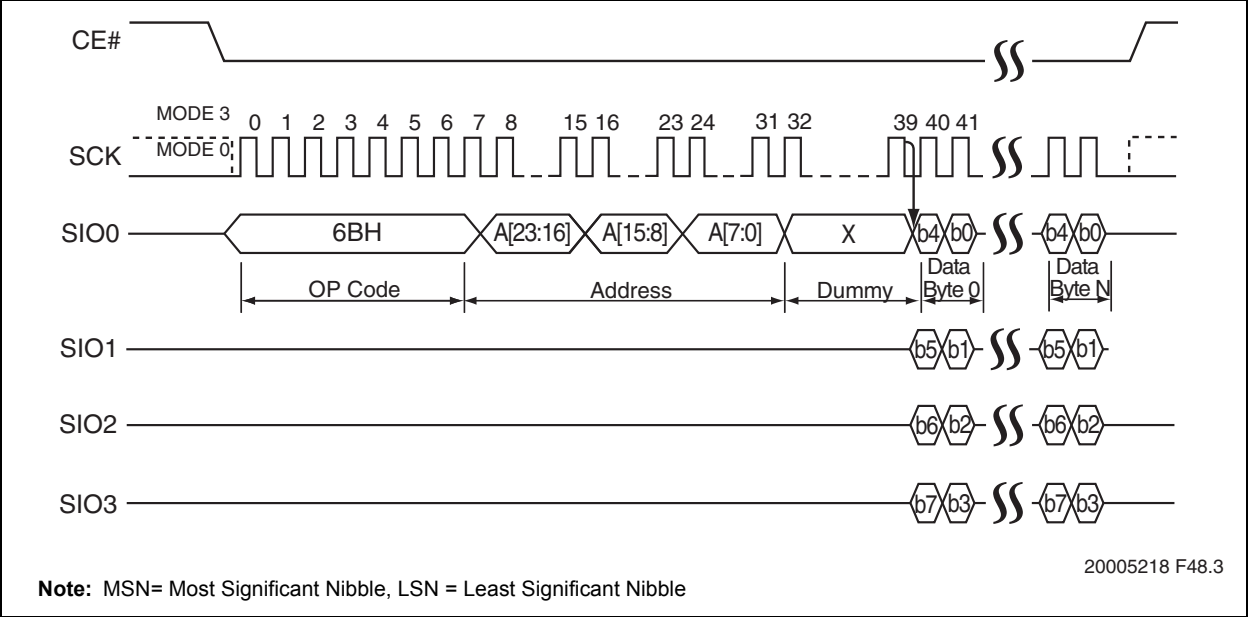 CE#
MODE 3
0 1 2 3 4 5 6 7 8 15 16 23 24 31 32 39 40 41
SCK
MODE 0
SIO0
6BH
A[23:16]
A[15:8]
A[7:0]
X
b4 b0
b4 b0
OP Code
Address
Dummy
Data
Byte 0
Data
Byte N
SIO1
b5 b1
b5 b1
SIO2
b6 b2
b6 b2
SIO3
b7 b3
b7 b3
20005218 F48.3
Note: MSN= Most Significant Nibble, LSN = Least Significant Nibble